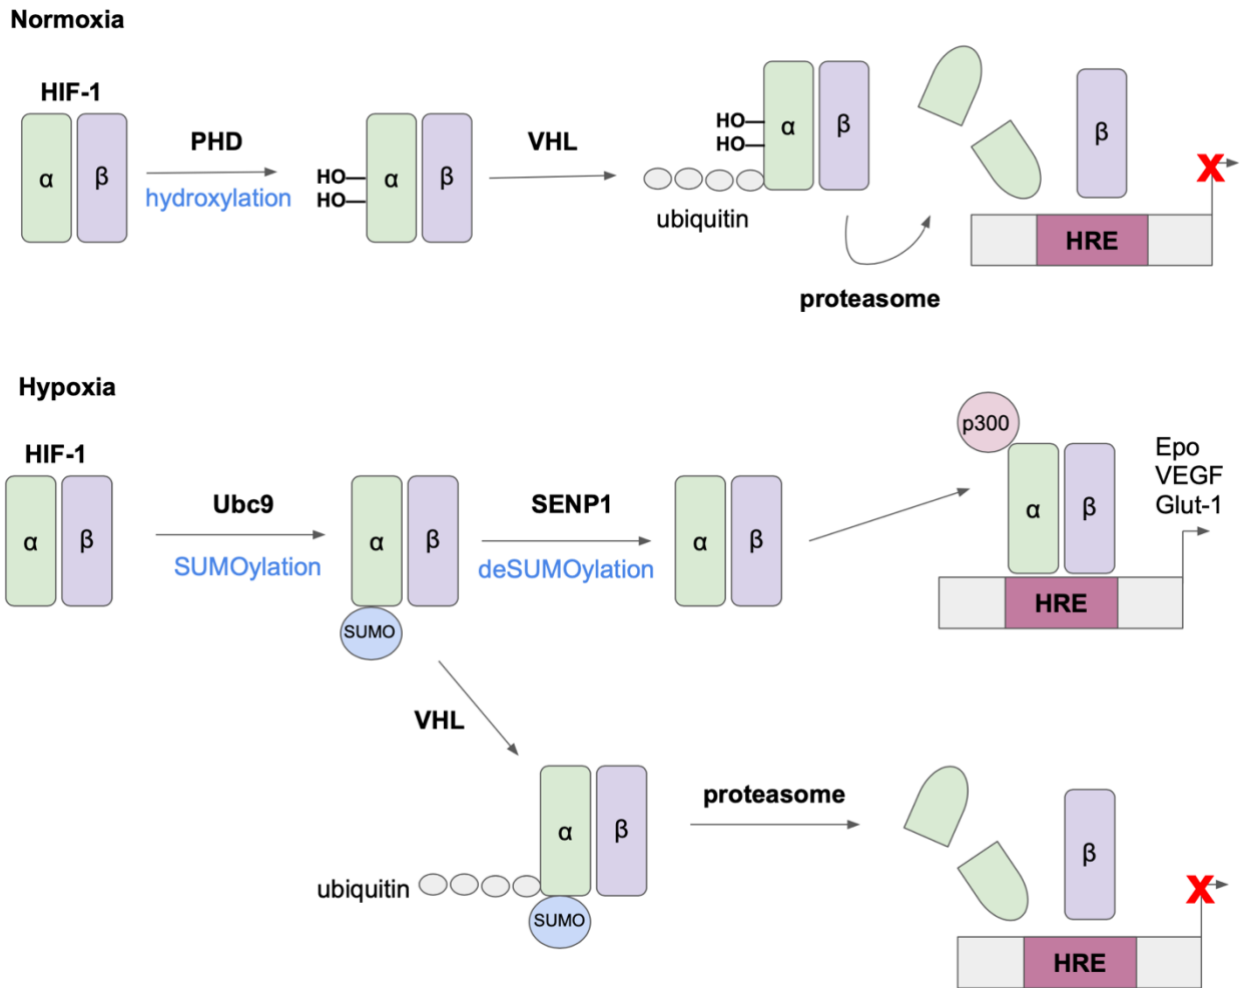 Normoxia
HIF-1
α
β
PHD
hydroxylation
HO
HO
α
β
VHL
HO
HO
α
β
ubiquitin
proteasome
β
X
HRE
Hypoxia
HIF-1
α
β
Ubc9
SUMOylation
α
β
SUMO
SENP1
deSUMOylation
α
β
p300
α
β
Epo
VEGF
Glut-1
HRE
VHL
α
β
ubiquitin
SUMO
proteasome
β
X
HRE